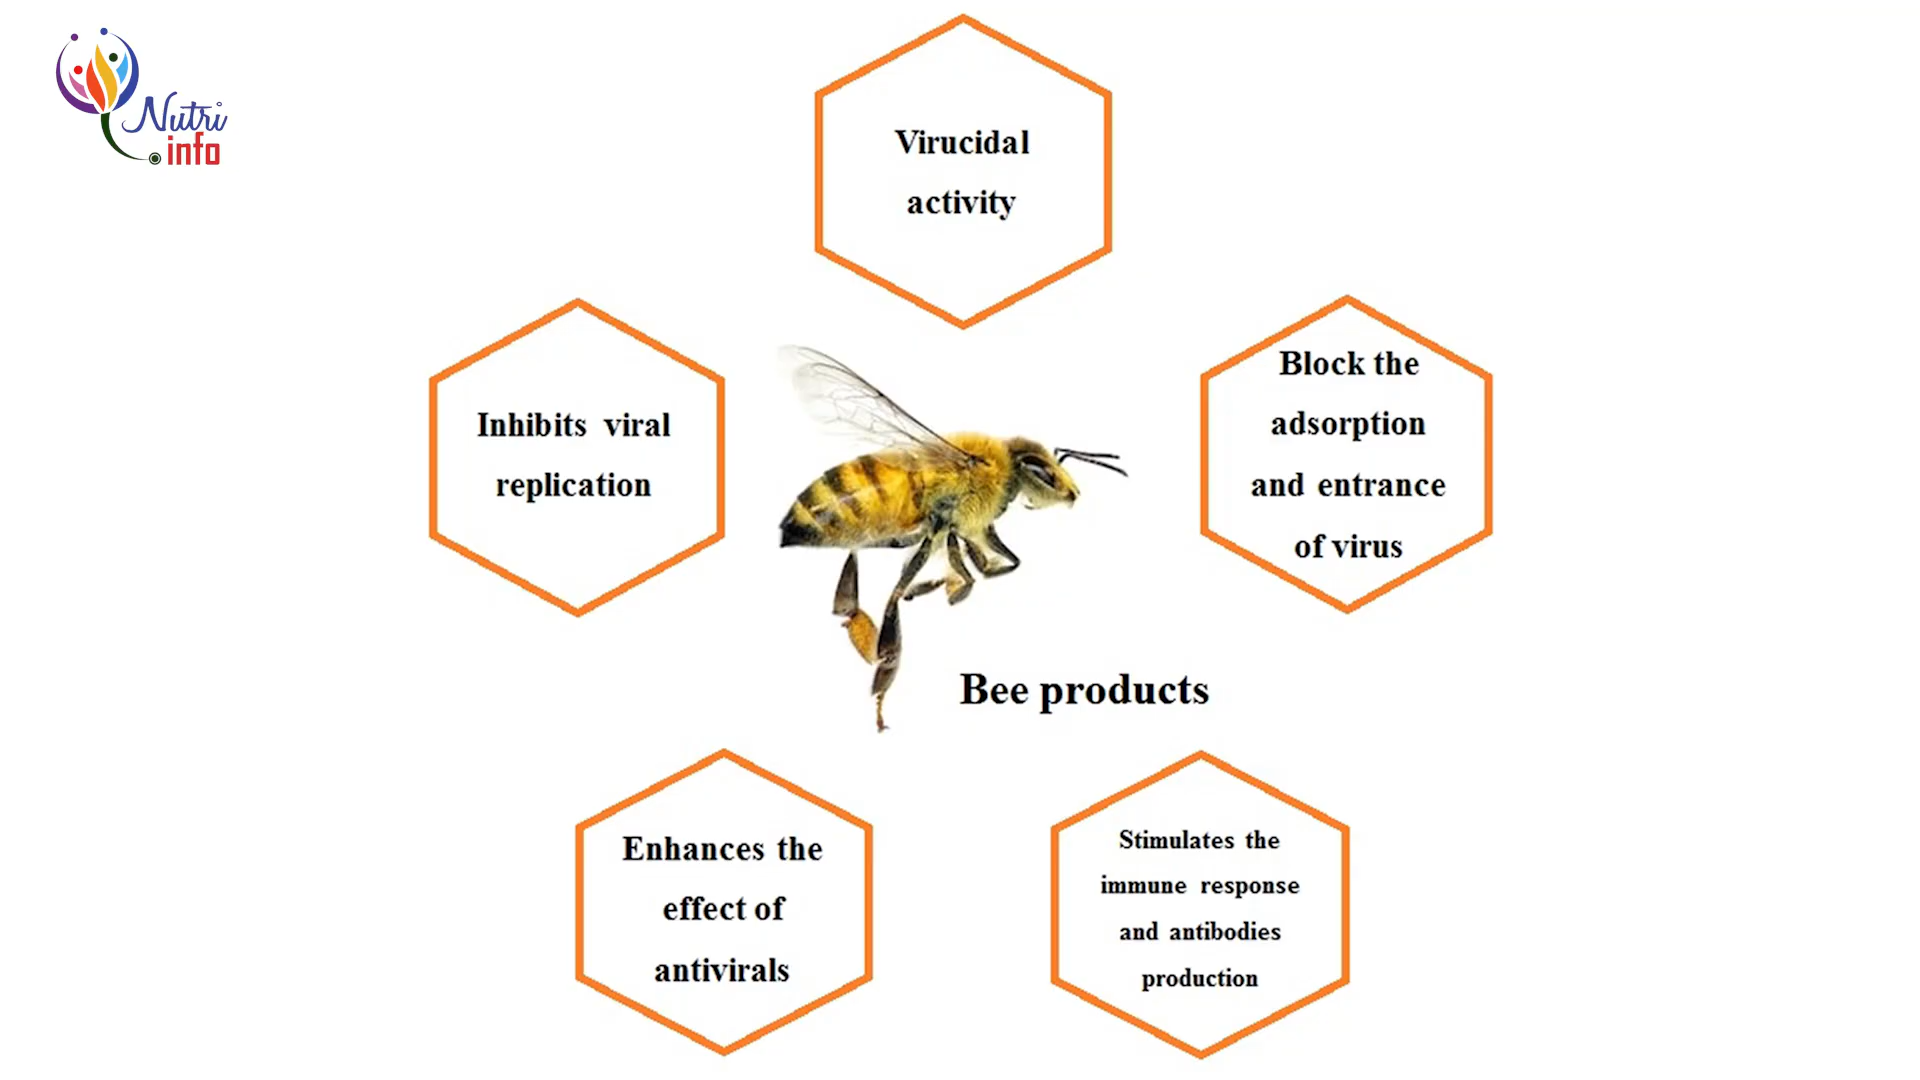 Nutri
.info
Virucidal
activity
Inhibits viral
replication
Block the
adsorption
and entrance
of virus
Bee products
Enhances the
effect of
antivirals
Stimulates the
immune response
and antibodies
production